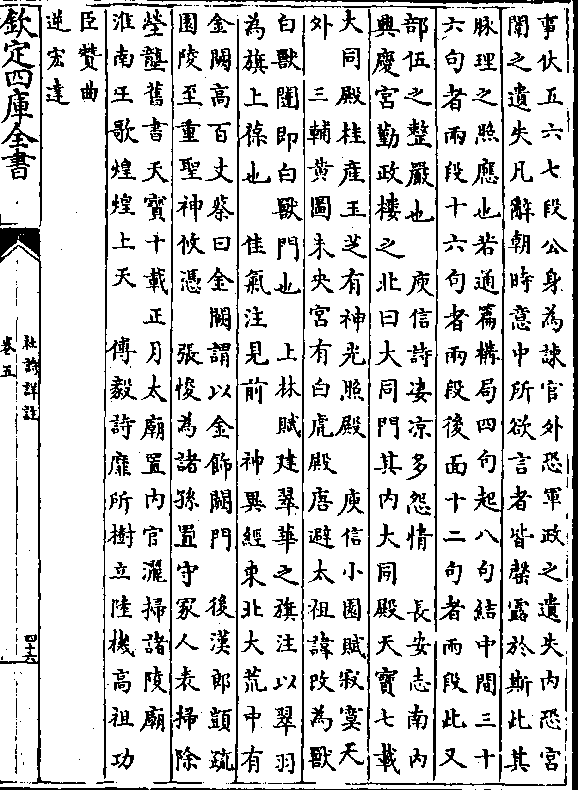 事伏五六七段公身為諫官外恐軍政之遺失内恐宮
闈之遺失凡辭朝時意中所欲言者皆罄露於斯此其
脉理之照應也若通篇構局四句起八句結中間三十
六句者兩段十六句者兩段後面十二句者兩段此又
部伍之整嚴也　庾信詩凄凉多怨情　長安志南内
興慶宮勤政樓之北曰大同門其内大同殿天寶七載
大同殿柱産玉芝有神光照殿　庾信小園賦寂寞天
外　三輔黄圖未央宮有白虎殿唐避太祖諱改為獸
白獸闥即白獸門也　上林賦建翠華之旗注以翠羽
為旗上葆也　佳氣注見前　神異經東北大荒中有
金闕高百丈蔡曰金闕謂以金飾闕門　後漢郎顗疏
園陵至重聖神攸憑　張悛為諸孫置守冢人表掃除
塋壟舊書天寶十載正月太廟置内官灑掃諸陵廟
淮南王歌煌煌上天　傅毅詩靡所樹立陸機高祖功
臣贊曲
逆宏達
欽定四庫全書
杜詩詳註
卷五
四十六